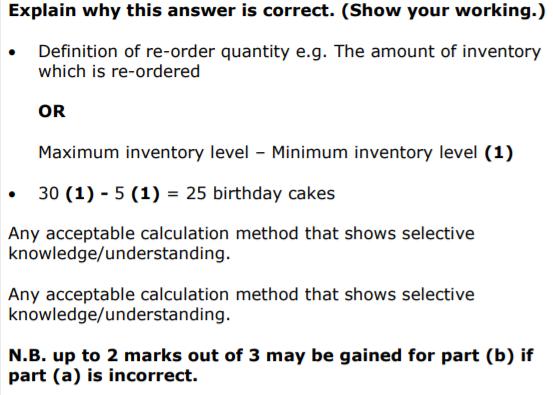 Explain why this answer is correct. (Show your working.)
• Definition of re-order quantity e.g. The amount of inventory
which is re-ordered
OR
Maximum inventory level – Minimum inventory level (1)
• 30 (1) - 5 (1) = 25 birthday cakes
Any acceptable calculation method that shows selective
knowledge/understanding.
Any acceptable calculation method that shows selective
knowledge/understanding.
N.B. up to 2 marks out of 3 may be gained for part (b) if
part (a) is incorrect.